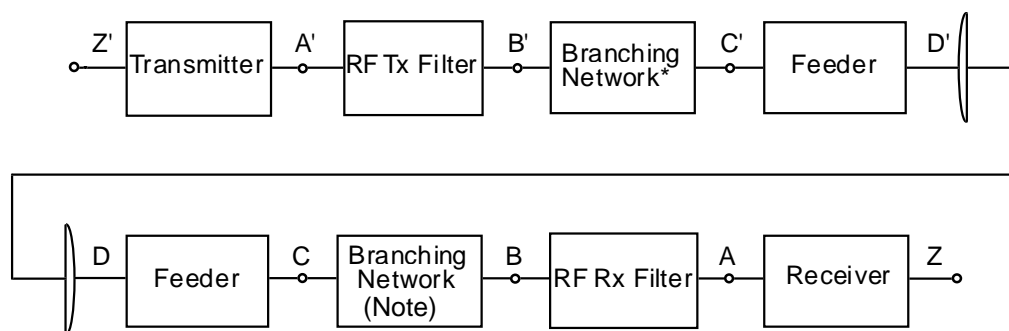 Z'
Transmitter
A'
RF Tx Filter
B'
Branching
Network*
C'
Feeder
D'
D
Feeder
C
Branching
Network
(Note)
B
RF Rx Filter
A
Receiver
Z